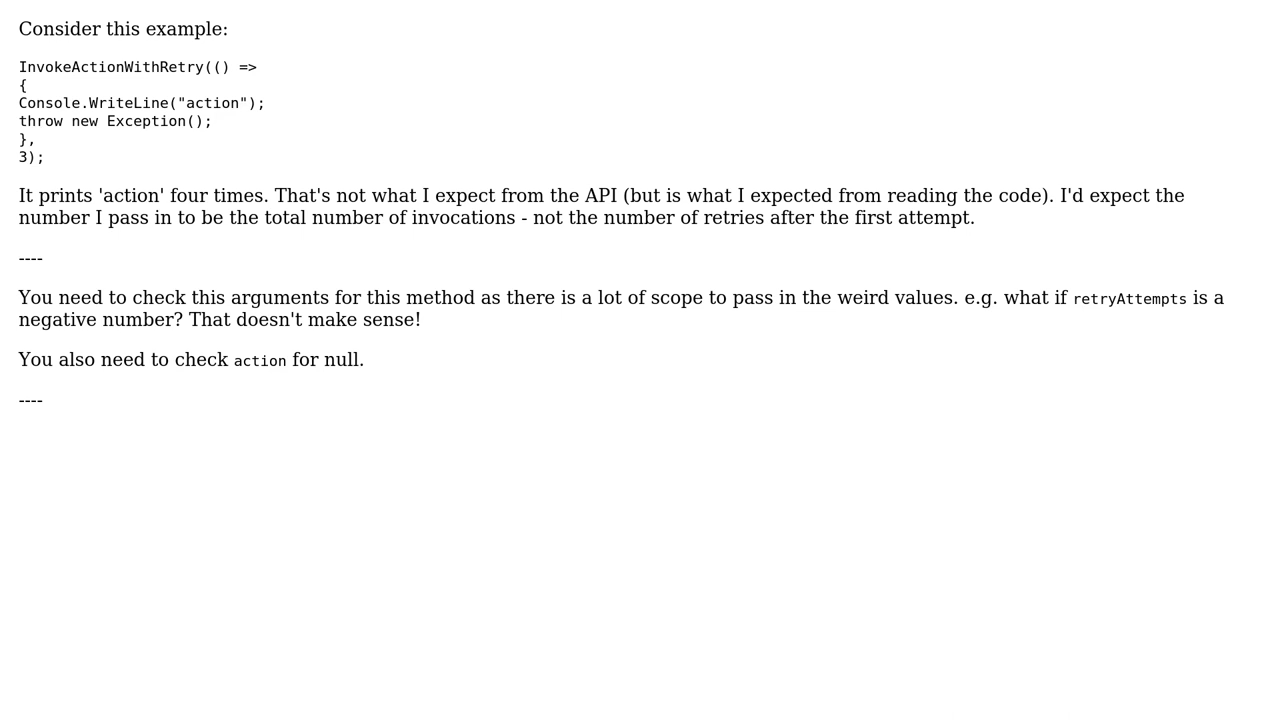 Consider this example:
InvokeActionWithRetry(() =>
{
Console.WriteLine("action");
throw new Exception();
},
3);
It prints 'action' four times. That's not what I expect from the API (but is what I expected from reading the code). I'd expect the
number I pass in to be the total number of invocations - not the number of retries after the first attempt.
----
You need to check this arguments for this method as there is a lot of scope to pass in the weird values. e.g. what if retryAttempts is a
negative number? That doesn't make sense!
You also need to check action for null.
----